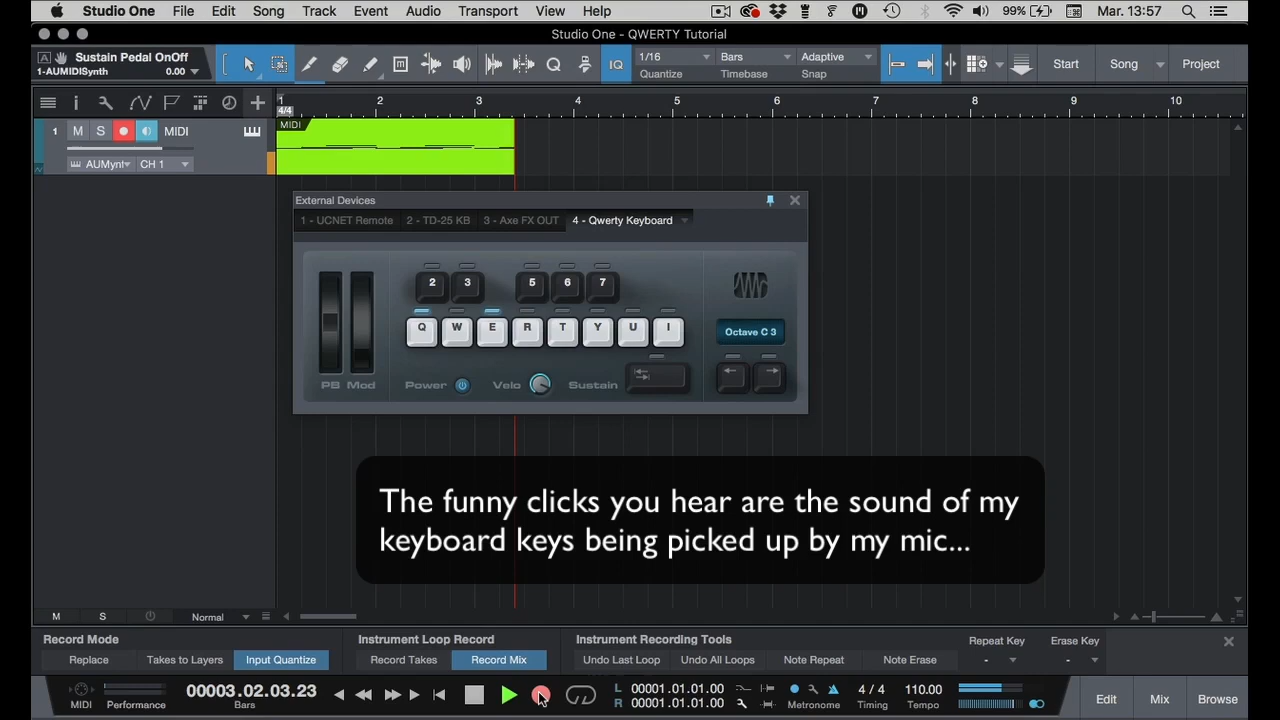 Studio One File Edit Song Track Event Audio Transport View Help 99% Mar. 13:57
Studio One - QWERTY Tutorial
Sustain Pedal OnOff
1-AUMIDISynth 0.00
IQ 1/16 Bars Adaptive Start Song Project
Quantize Timebase Snap
1 2 3 4 5 6 7 8 9 10
4/4
1 M S MIDI MIDI
AUMynt CH 1
External Devices
1 - UCNET Remote 2 - TD-25 KB 3 - Axe FX OUT 4 - Qwerty Keyboard
2 3 5 6 7
Q W E R T Y U I Octave C 3
PB Mod Power Velo Sustain
The funny clicks you hear are the sound of my
keyboard keys being picked up by my mic...
M S Normal
Record Mode Instrument Loop Record Instrument Recording Tools Repeat Key Erase Key
Replace Takes to Layers Input Quantize Record Takes Record Mix Undo Last Loop Undo All Loops Note Repeat Note Erase - -
00003.02.03.23 L 00001.01.01.00 4 / 4 110.00
MIDI Performance Bars R 00001.01.01.00 Metronome Timing Tempo Edit Mix Browse